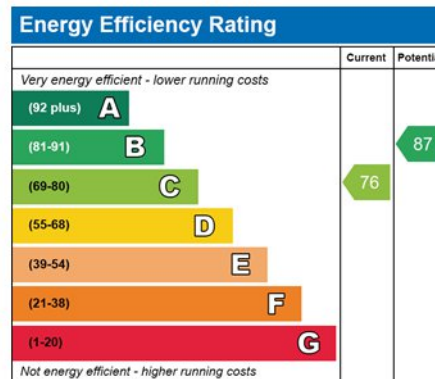 Energy Efficiency Rating
Current Potenti
Very energy efficient - lower running costs
(92 plus) A
(81-91) B
87
(69-80) C
76
(55-68) D
(39-54) E
(21-38) F
(1-20) G
Not energy efficient - higher running costs